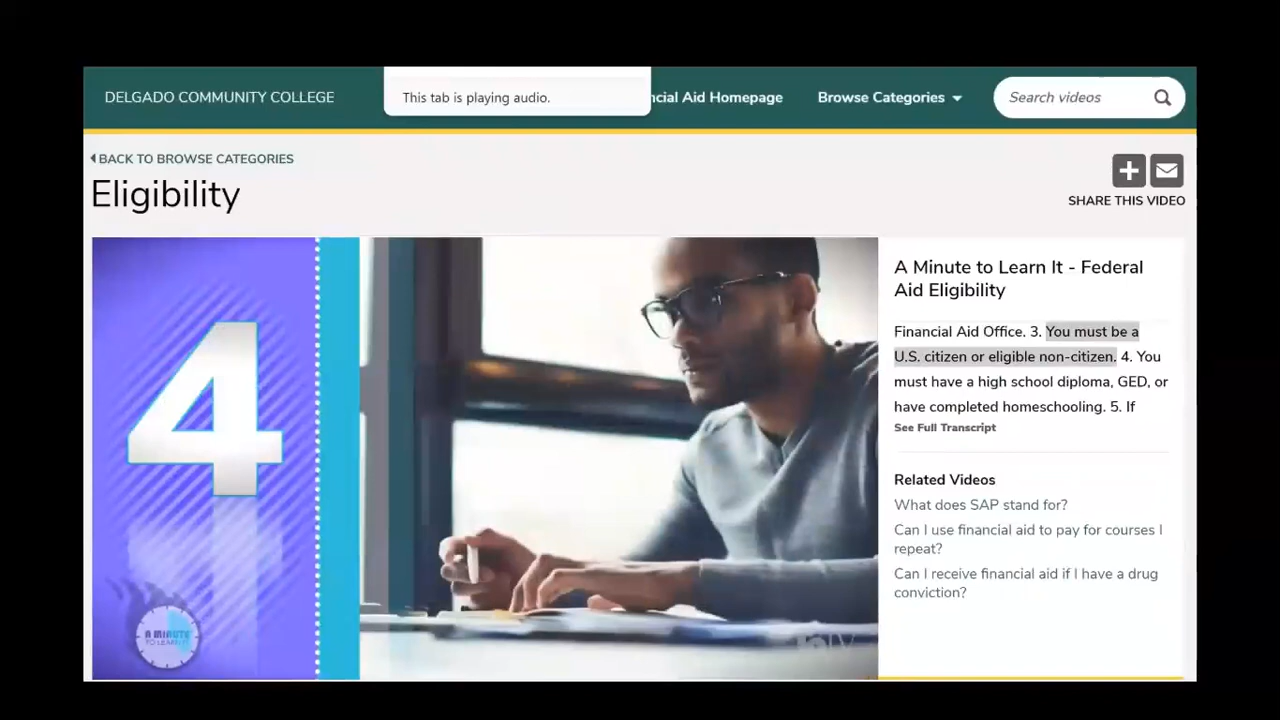 DELGADO COMMUNITY COLLEGE
This tab is playing audio.
ncial Aid Homepage
Browse Categories
Search videos
BACK TO BROWSE CATEGORIES
Eligibility
SHARE THIS VIDEO
4
A MINUTE
TO LEARN IT
A Minute to Learn It - Federal
Aid Eligibility
Financial Aid Office. 3. You must be a
U.S. citizen or eligible non-citizen. 4. You
must have a high school diploma, GED, or
have completed homeschooling. 5. If
See Full Transcript
Related Videos
What does SAP stand for?
Can I use financial aid to pay for courses I
repeat?
Can I receive financial aid if I have a drug
conviction?